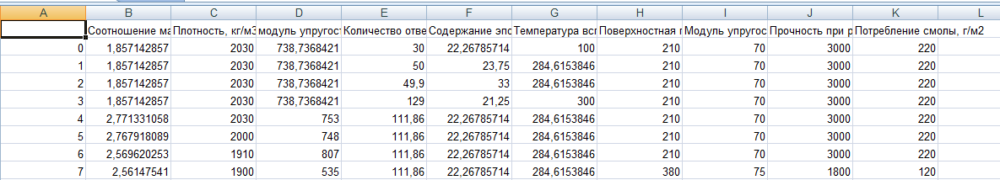 A B C D E F G H I J K L
Соотношение ма Плотность, кг/м3 модуль упругост Количество отве Содержание эпо Температура всп Поверхностная п Модуль упругос Прочность при р Потребление смолы, г/м2
0 1,857142857 2030 738,7368421 30 22,26785714 100 210 70 3000 220
1 1,857142857 2030 738,7368421 50 23,75 284,6153846 210 70 3000 220
2 1,857142857 2030 738,7368421 49,9 33 284,6153846 210 70 3000 220
3 1,857142857 2030 738,7368421 129 21,25 300 210 70 3000 220
4 2,771331058 2030 753 111,86 22,26785714 284,6153846 210 70 3000 220
5 2,767918089 2000 748 111,86 22,26785714 284,6153846 210 70 3000 220
6 2,569620253 1910 807 111,86 22,26785714 284,6153846 210 70 3000 220
7 2,56147541 1900 535 111,86 22,26785714 284,6153846 380 75 1800 120